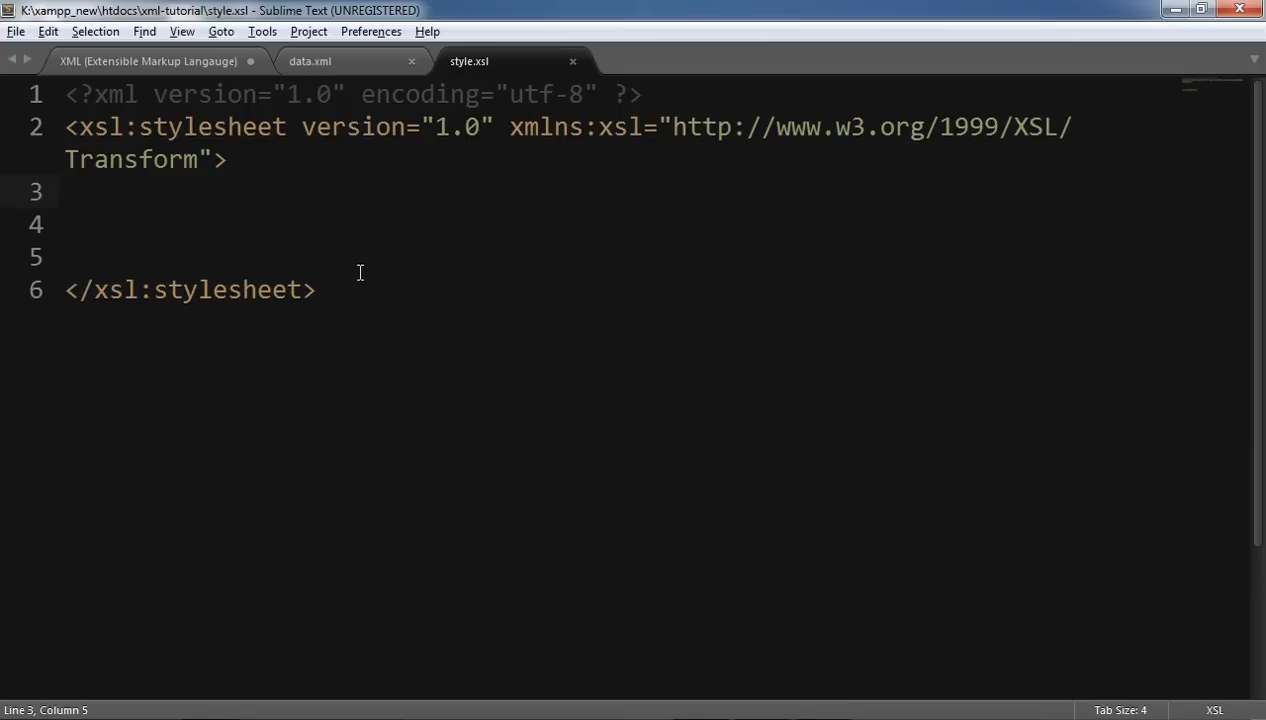 K:\xampp_new\htdocs\xml-tutorial\style.xsl - Sublime Text (UNREGISTERED)
File Edit Selection Find View Goto Tools Project Preferences Help
XML (Extensible Markup Langauge) data.xml style.xsl
1 <?xml version="1.0" encoding="utf-8" ?>
2 <xsl:stylesheet version="1.0" xmlns:xsl="http://www.w3.org/1999/XSL/
Transform">
3
4
5
6 </xsl:stylesheet>
Line 3, Column 5 Tab Size: 4 XSL